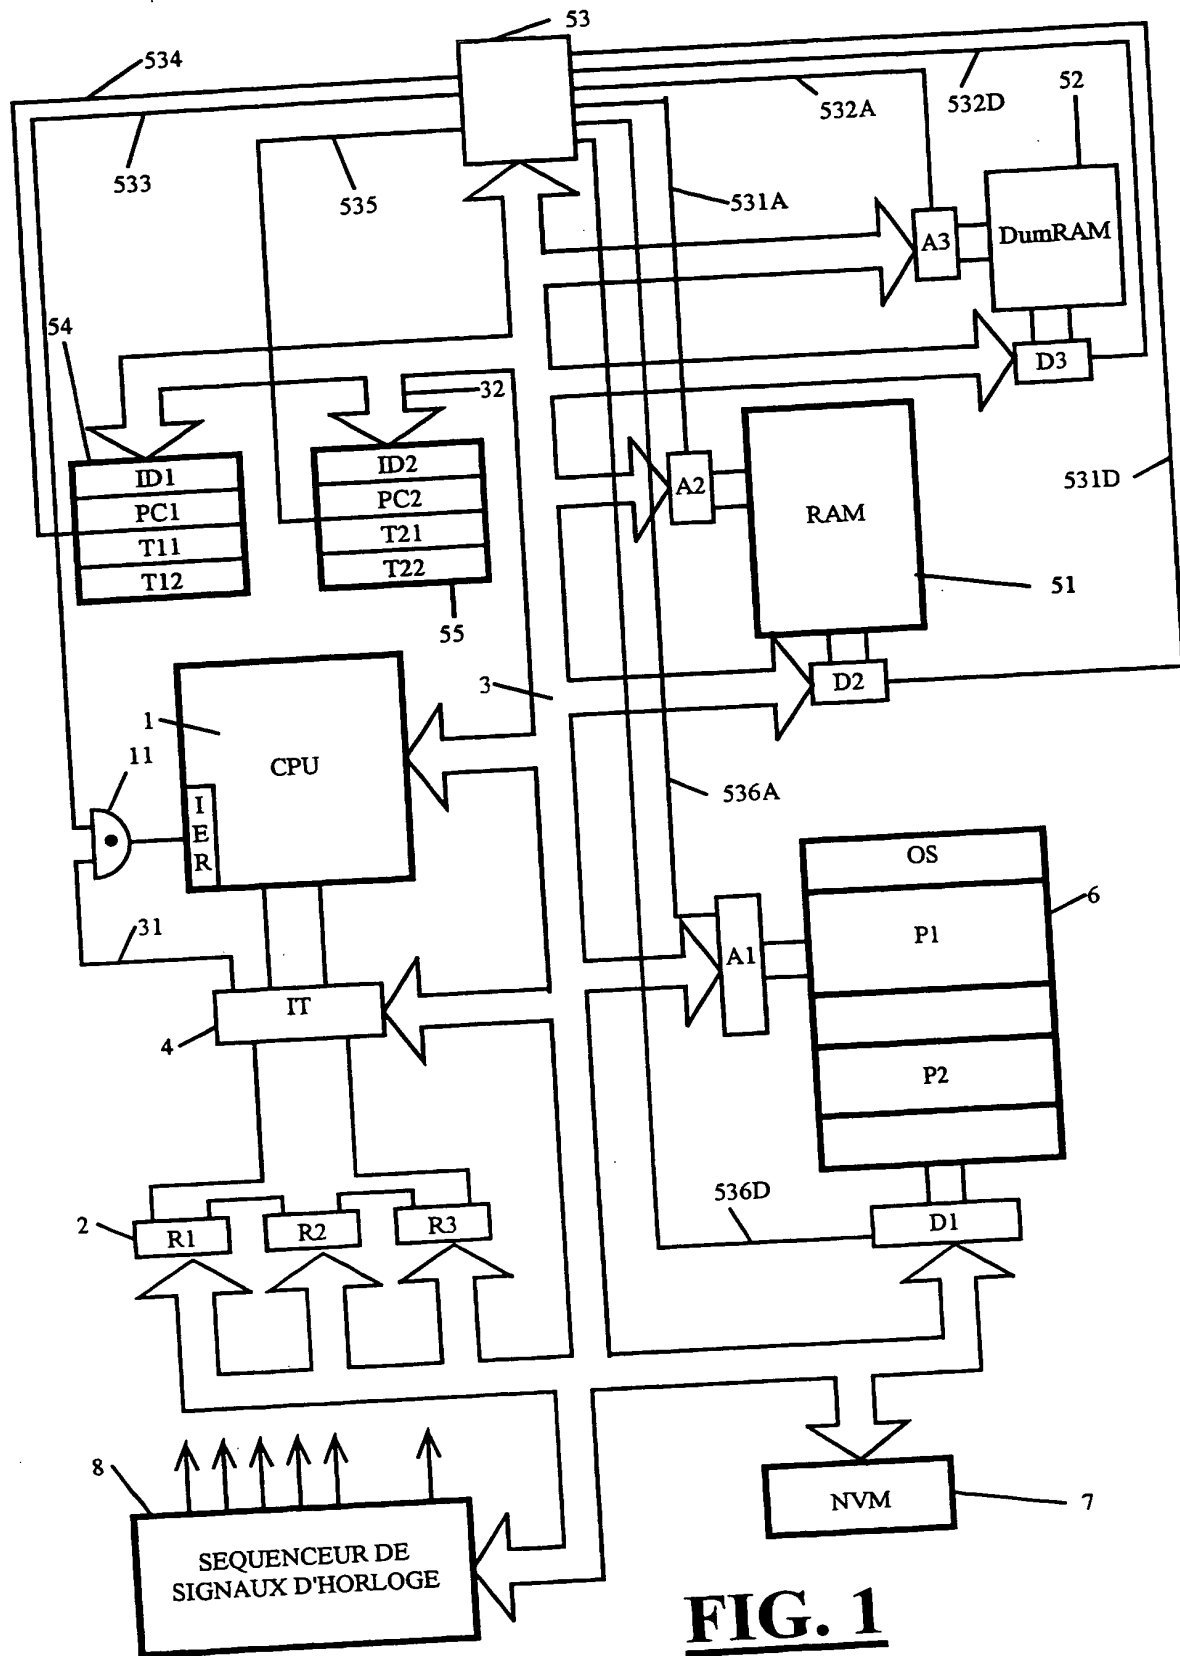 53
534
533
535
532A
532D
52
531A
A3
DumRAM
D3
54
32
ID1
PC1
T11
T12
ID2
PC2
T21
T22
55
A2
RAM
531D
51
D2
3
1
11
CPU
I
E
R
536A
OS
P1
6
A1
P2
31
IT
4
2
R1
R2
R3
536D
D1
8
SEQUENCEUR DE
SIGNAUX D'HORLOGE
NVM
7
FIG. 1